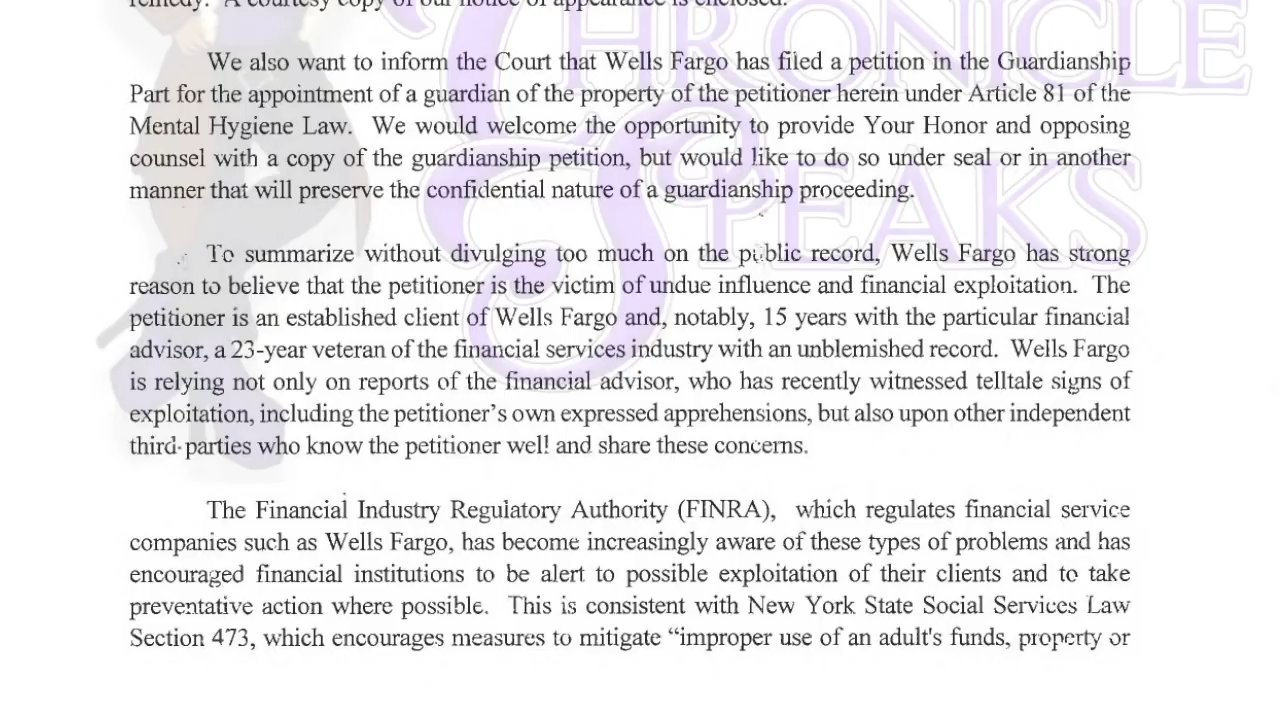 remedy. A courtesy copy of our notice of appearance is enclosed.
We also want to inform the Court that Wells Fargo has filed a petition in the Guardianship
Part for the appointment of a guardian of the property of the petitioner herein under Article 81 of the
Mental Hygiene Law. We would welcome the opportunity to provide Your Honor and opposing
counsel with a copy of the guardianship petition, but would like to do so under seal or in another
manner that will preserve the confidential nature of a guardianship proceeding.
To summarize without divulging too much on the public record, Wells Fargo has strong
reason to believe that the petitioner is the victim of undue influence and financial exploitation. The
petitioner is an established client of Wells Fargo and, notably, 15 years with the particular financial
advisor, a 23-year veteran of the financial services industry with an unblemished record. Wells Fargo
is relying not only on reports of the financial advisor, who has recently witnessed telltale signs of
exploitation, including the petitioner's own expressed apprehensions, but also upon other independent
third-parties who know the petitioner well and share these concerns.
The Financial Industry Regulatory Authority (FINRA), which regulates financial service
companies such as Wells Fargo, has become increasingly aware of these types of problems and has
encouraged financial institutions to be alert to possible exploitation of their clients and to take
preventative action where possible. This is consistent with New York State Social Services Law
Section 473, which encourages measures to mitigate “improper use of an adult's funds, property or
CHRONICLE
SPEAKS